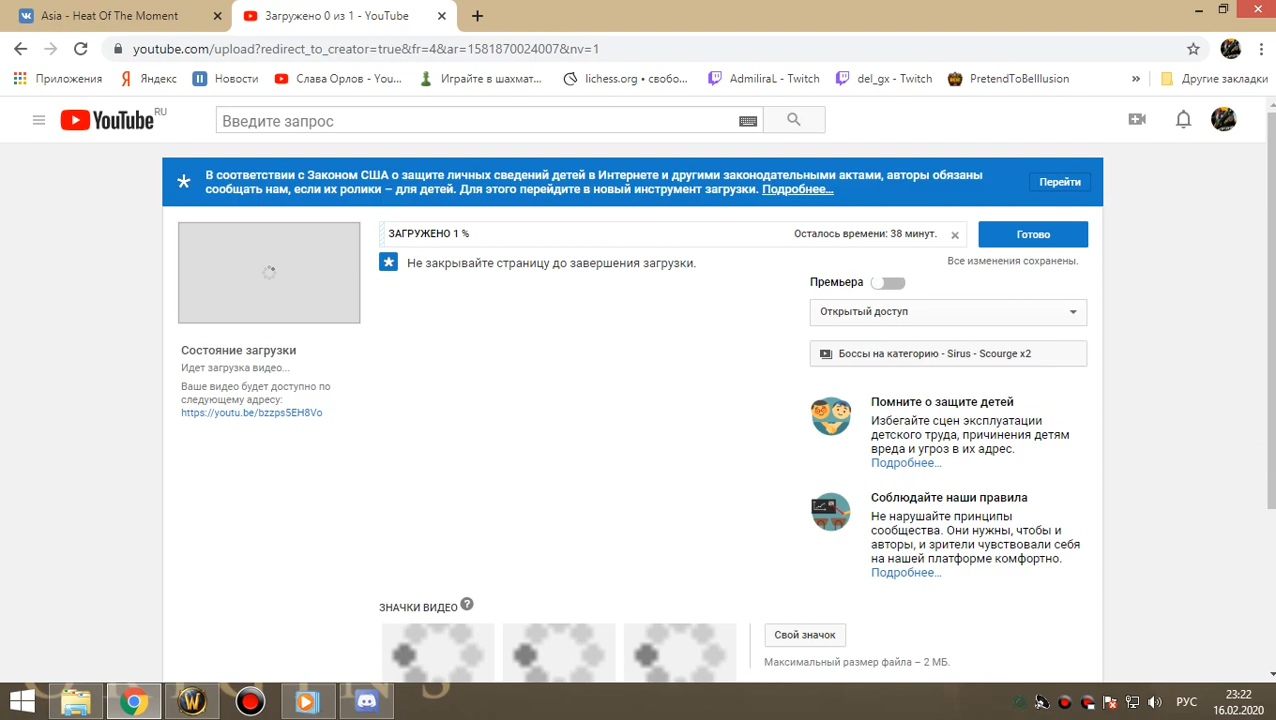 Asia - Heat Of The Moment
Загружено 0 из 1 - YouTube
youtube.com/upload?redirect_to_creator=true&fr=4&ar=1581870024007&nv=1
Приложения
Яндекс
Новости
Слава Орлов - You...
Играйте в шахмат...
lichess.org • свобо...
AdmiraL - Twitch
del_gx - Twitch
PretendToBeIllusion
»
Другие закладки
YouTube RU
Введите запрос
В соответствии с Законом США о защите личных сведений детей в Интернете и другими законодательными актами, авторы обязаны
сообщать нам, если их ролики – для детей. Для этого перейдите в новый инструмент загрузки. Подробнее...
Перейти
ЗАГРУЖЕНО 1 %
Осталось времени: 38 минут.
Готово
Не закрывайте страницу до завершения загрузки.
Все изменения сохранены.
Премьера
Открытый доступ
Боссы на категорию - Sirus - Scourge x2
Состояние загрузки
Идет загрузка видео...
Ваше видео будет доступно по
следующему адресу:
https://youtu.be/bzzps5EH8Vo
Помните о защите детей
Избегайте сцен эксплуатации
детского труда, причинения детям
вреда и угроз в их адрес.
Подробнее...
Соблюдайте наши правила
Не нарушайте принципы
сообщества. Они нужны, чтобы и
авторы, и зрители чувствовали себя
на нашей платформе комфортно.
Подробнее...
ЗНАЧКИ ВИДЕО ?
Свой значок
Максимальный размер файла – 2 МБ.
РУС
23:22
16.02.2020